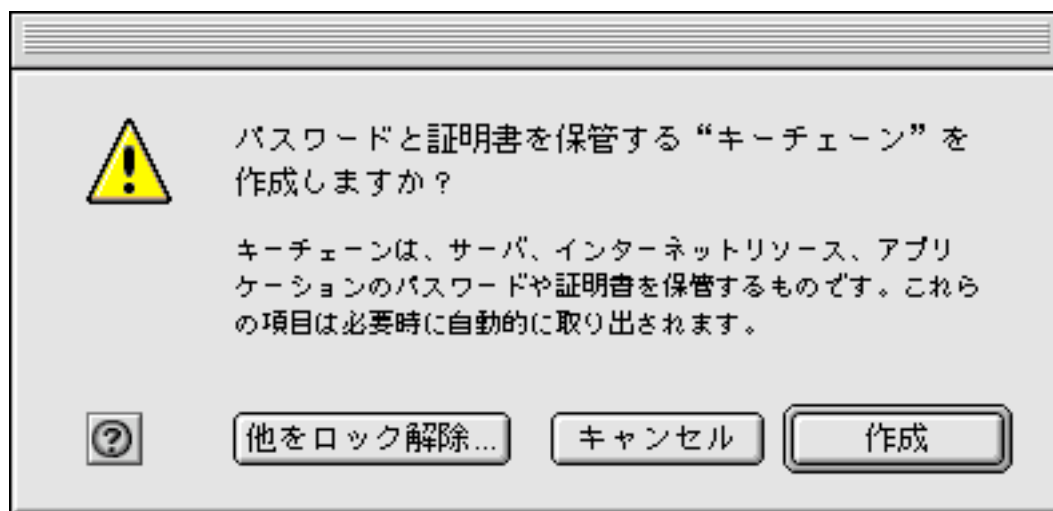 パスワードと証明書を保管する“キーチェーン”を
作成しますか？
キーチェーンは、サーバ、インターネットリソース、アプリ
ケーションのパスワードや証明書を保管するものです。これら
の項目は必要時に自動的に取り出されます。
他をロック解除... キャンセル 作成